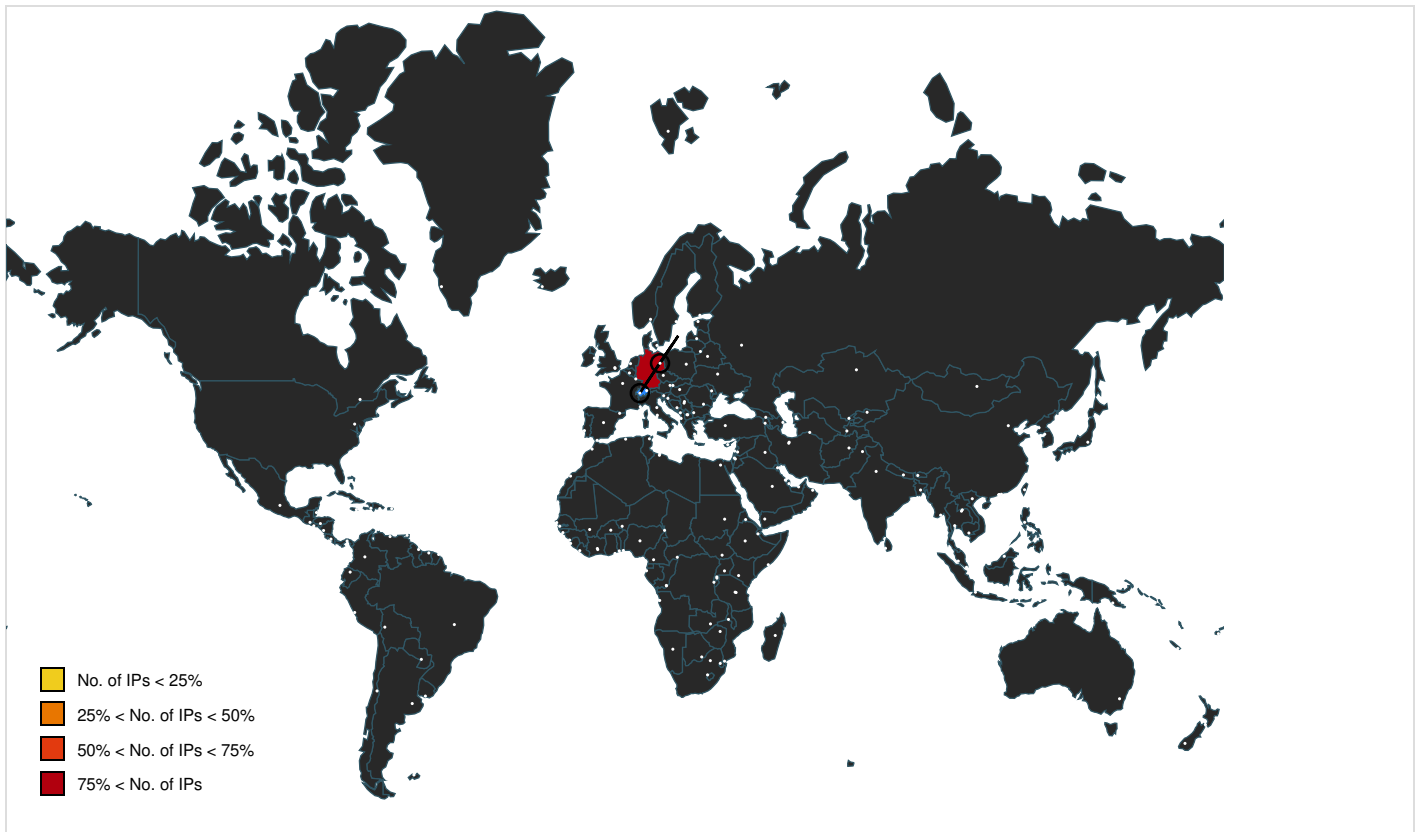 No. of IPs < 25%
25% < No. of IPs < 50%
50% < No. of IPs < 75%
75% < No. of IPs